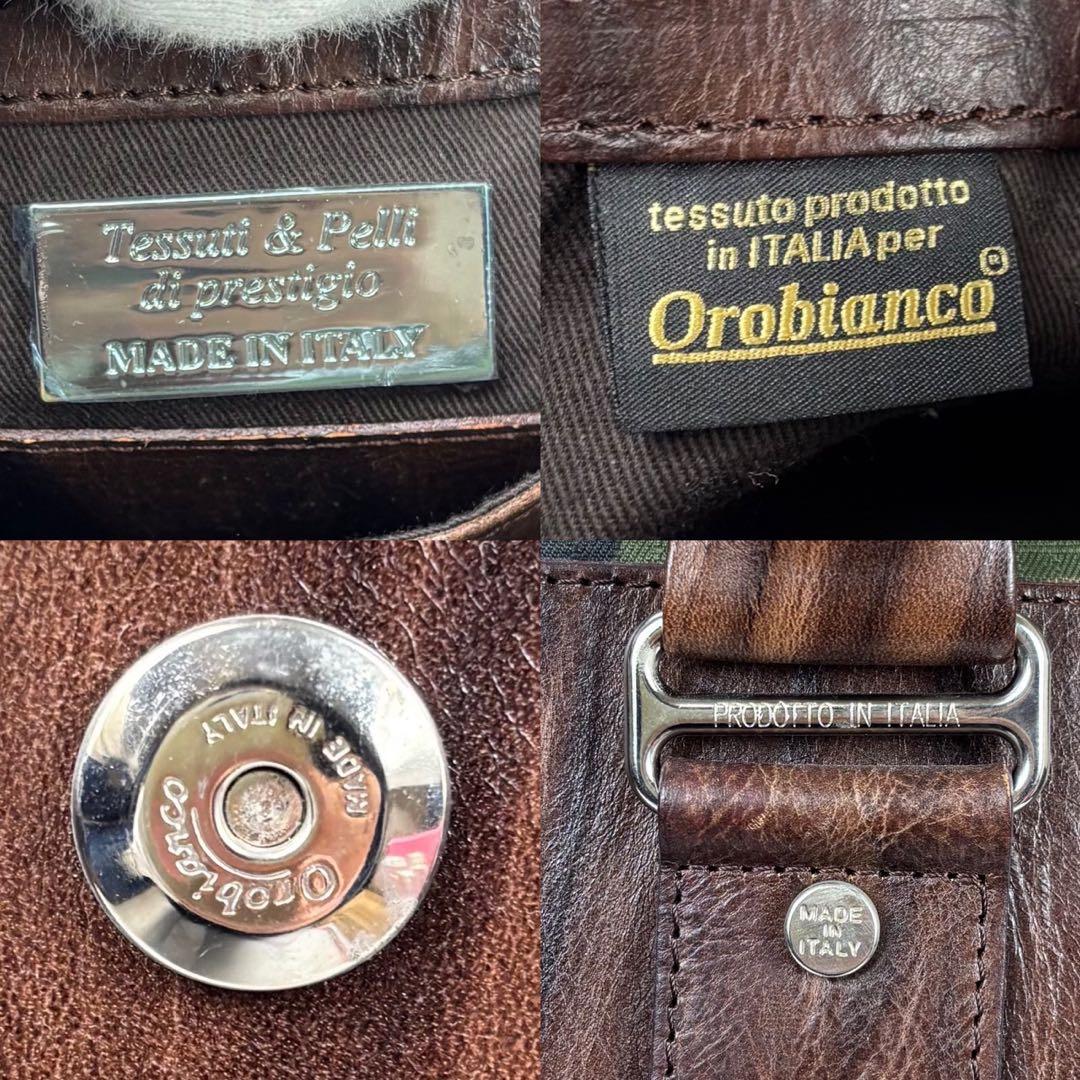 Tessuti & Pelli
di prestigio
MADE IN ITALY
tessuto prodotto
in ITALIA per
Orobianco®
MADE IN ITALY
Orobianco
PRODOTTO IN ITALIA
MADE
IN
ITALY